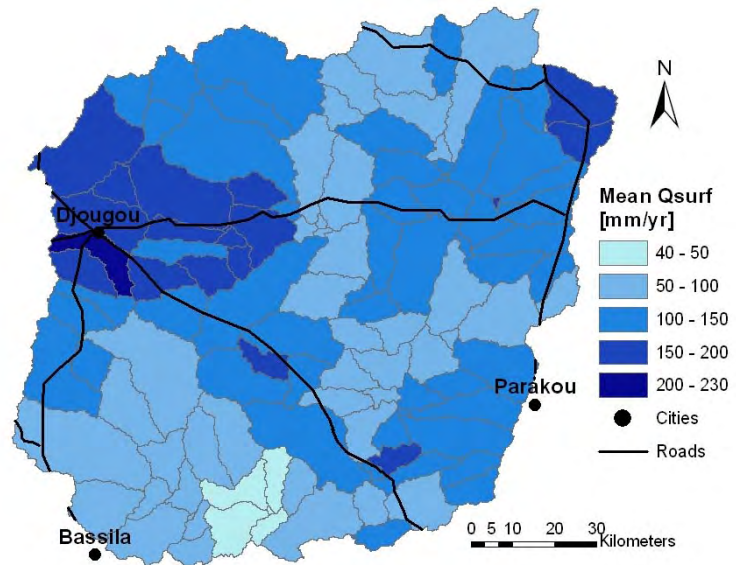 N
Djougou
Parakou
Bassila
Mean Qsurf
[mm/yr]
40 - 50
50 - 100
100 - 150
150 - 200
200 - 230
Cities
Roads
0 5 10 20 30
Kilometers